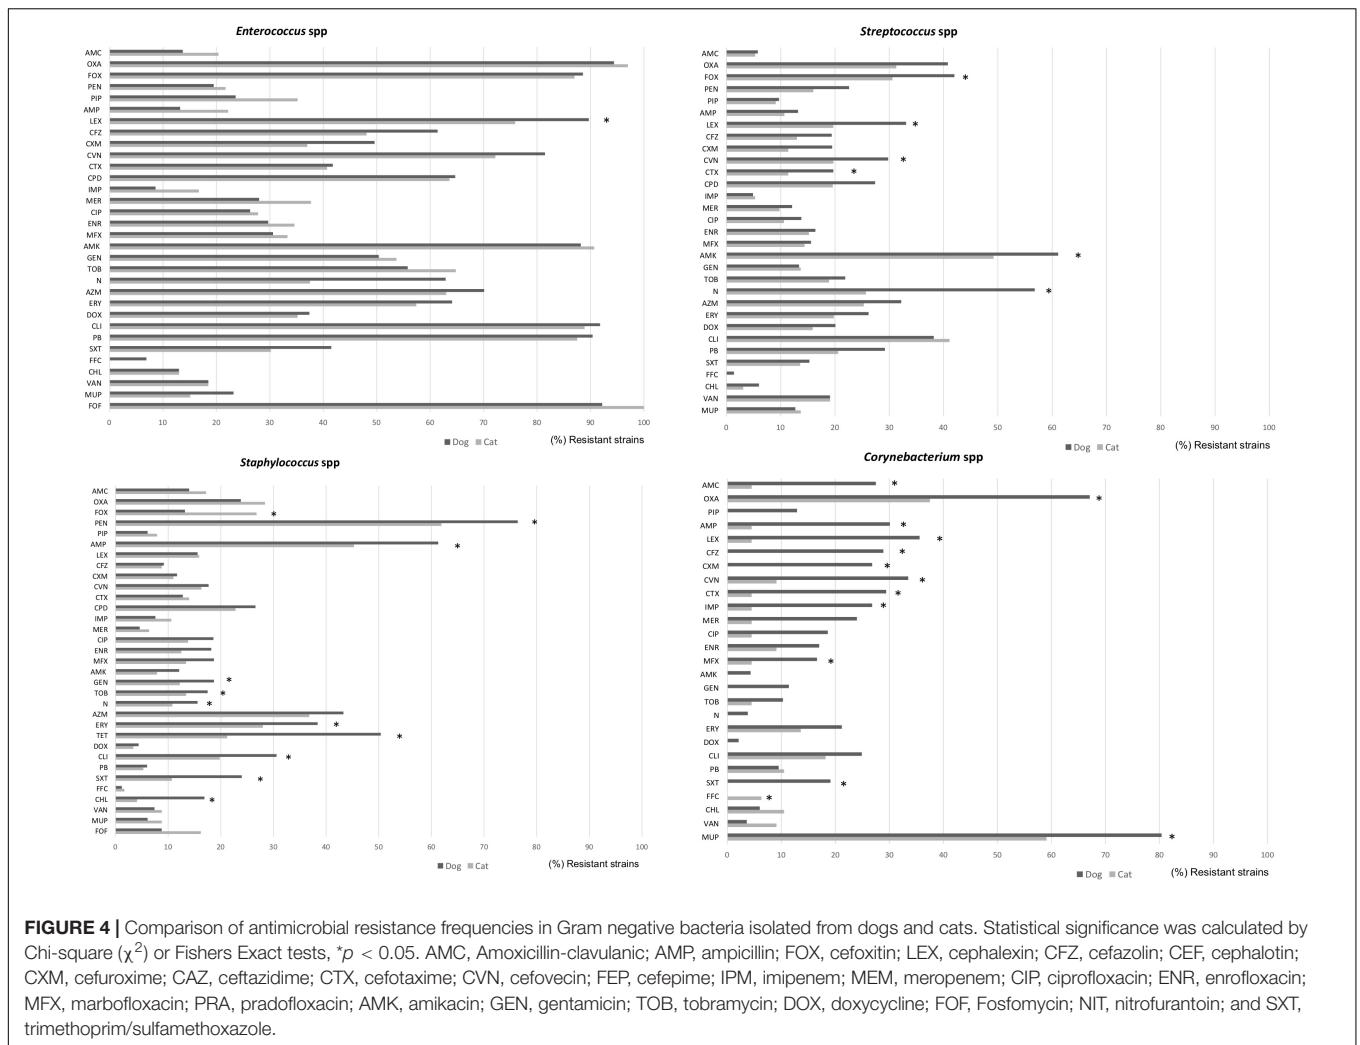 Enterococcus spp
AMC
OXA
FOX
PEN
PIP
AMP
LEX *
CFZ
CXM
CVN
CTX
CPD
IMP
MER
CIP
ENR
MFX
AMK
GEN
TOB
N
AZM
ERY
DOX
CLI
PB
SXT
FFC
CHL
VAN
MUP
FOF
0 10 20 30 40 50 60 70 80 90 100
Dog Cat (%) Resistant strains
Streptococcus spp
AMC
OXA
FOX *
PEN
PIP
AMP
LEX *
CFZ
CXM
CVN *
CTX *
CPD
IMP
MER
CIP
ENR
MFX
AMK *
GEN
TOB
N *
AZM
ERY
DOX
CLI
PB
SXT
FFC
CHL
VAN
MUP
0 10 20 30 40 50 60 70 80 90 100
Dog Cat (%) Resistant strains
Staphylococcus spp
AMC
OXA
FOX *
PEN *
PIP
AMP *
LEX
CFZ
CXM
CVN
CTX
CPD
IMP
MER
CIP
ENR
MFX
AMK
GEN *
TOB *
N *
AZM
ERY *
TET *
DOX
CLI *
PB
SXT *
FFC
CHL *
VAN
MUP
FOF
0 10 20 30 40 50 60 70 80 90 100
Dog Cat (%) Resistant strains
Corynebacterium spp
AMC *
OXA *
PIP
AMP *
LEX *
CFZ *
CXM *
CVN *
CTX *
IMP *
MER
CIP
ENR
MFX *
AMK
GEN
TOB
N
ERY
DOX
CLI
PB
SXT *
FFC *
CHL
VAN
MUP *
0 10 20 30 40 50 60 70 80 90 100
Dog Cat (%) Resistant strains
FIGURE 4 | Comparison of antimicrobial resistance frequencies in Gram negative bacteria isolated from dogs and cats. Statistical significance was calculated by
Chi-square (χ²) or Fishers Exact tests, *p < 0.05. AMC, Amoxicillin-clavulanic; AMP, ampicillin; FOX, cefoxitin; LEX, cephalexin; CFZ, cefazolin; CEF, cephalotin;
CXM, cefuroxime; CAZ, ceftazidime; CTX, cefotaxime; CVN, cefovecin; FEP, cefepime; IPM, imipenem; MEM, meropenem; CIP, ciprofloxacin; ENR, enrofloxacin;
MFX, marbofloxacin; PRA, pradofloxacin; AMK, amikacin; GEN, gentamicin; TOB, tobramycin; DOX, doxycycline; FOF, Fosfomycin; NIT, nitrofurantoin; and SXT,
trimethoprim/sulfamethoxazole.